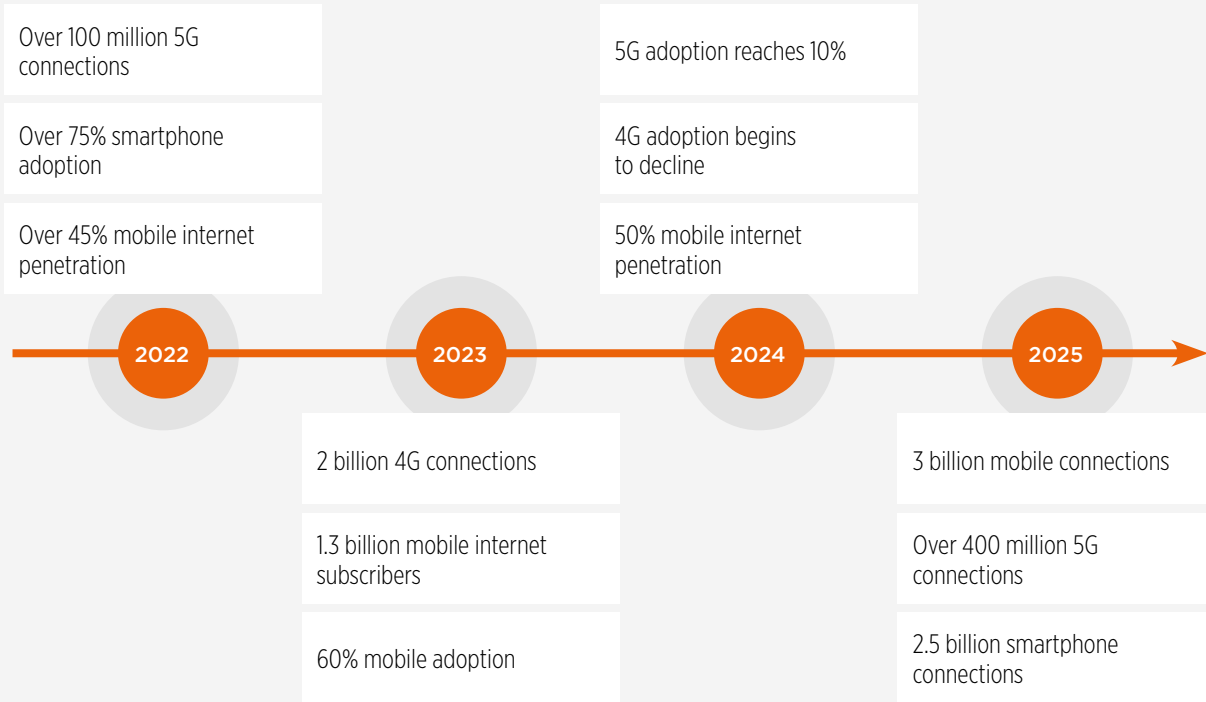 Over 100 million 5G
connections
Over 75% smartphone
adoption
Over 45% mobile internet
penetration
5G adoption reaches 10%
4G adoption begins
to decline
50% mobile internet
penetration
2022
2023
2024
2025
2 billion 4G connections
1.3 billion mobile internet
subscribers
60% mobile adoption
3 billion mobile connections
Over 400 million 5G
connections
2.5 billion smartphone
connections